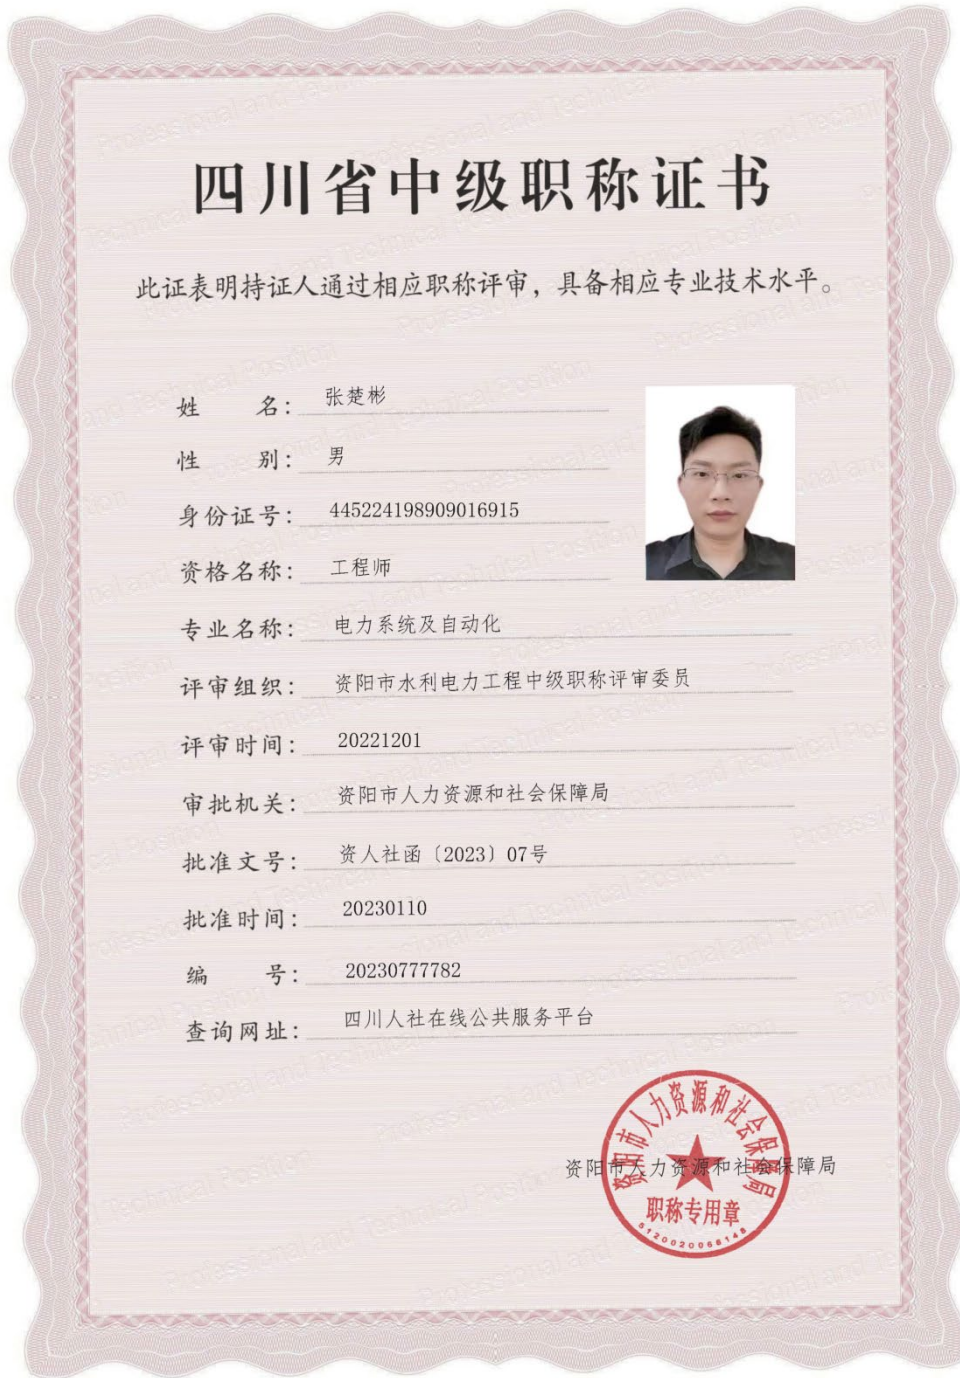 四川省中级职称证书
此证表明持证人通过相应职称评审，具备相应专业技术水平。
姓 名： 张楚彬
性 别： 男
身份证号： 445224198909016915
资格名称： 工程师
专业名称： 电力系统及自动化
评审组织： 资阳市水利电力工程中级职称评审委员
评审时间： 20221201
审批机关： 资阳市人力资源和社会保障局
批准文号： 资人社函〔2023〕07号
批准时间： 20230110
编 号： 20230777782
查询网址： 四川人社在线公共服务平台
资阳市人力资源和社会保障局
资阳市人力资源和社会保障局
职称专用章
5120020068148
Professional and Technical Position